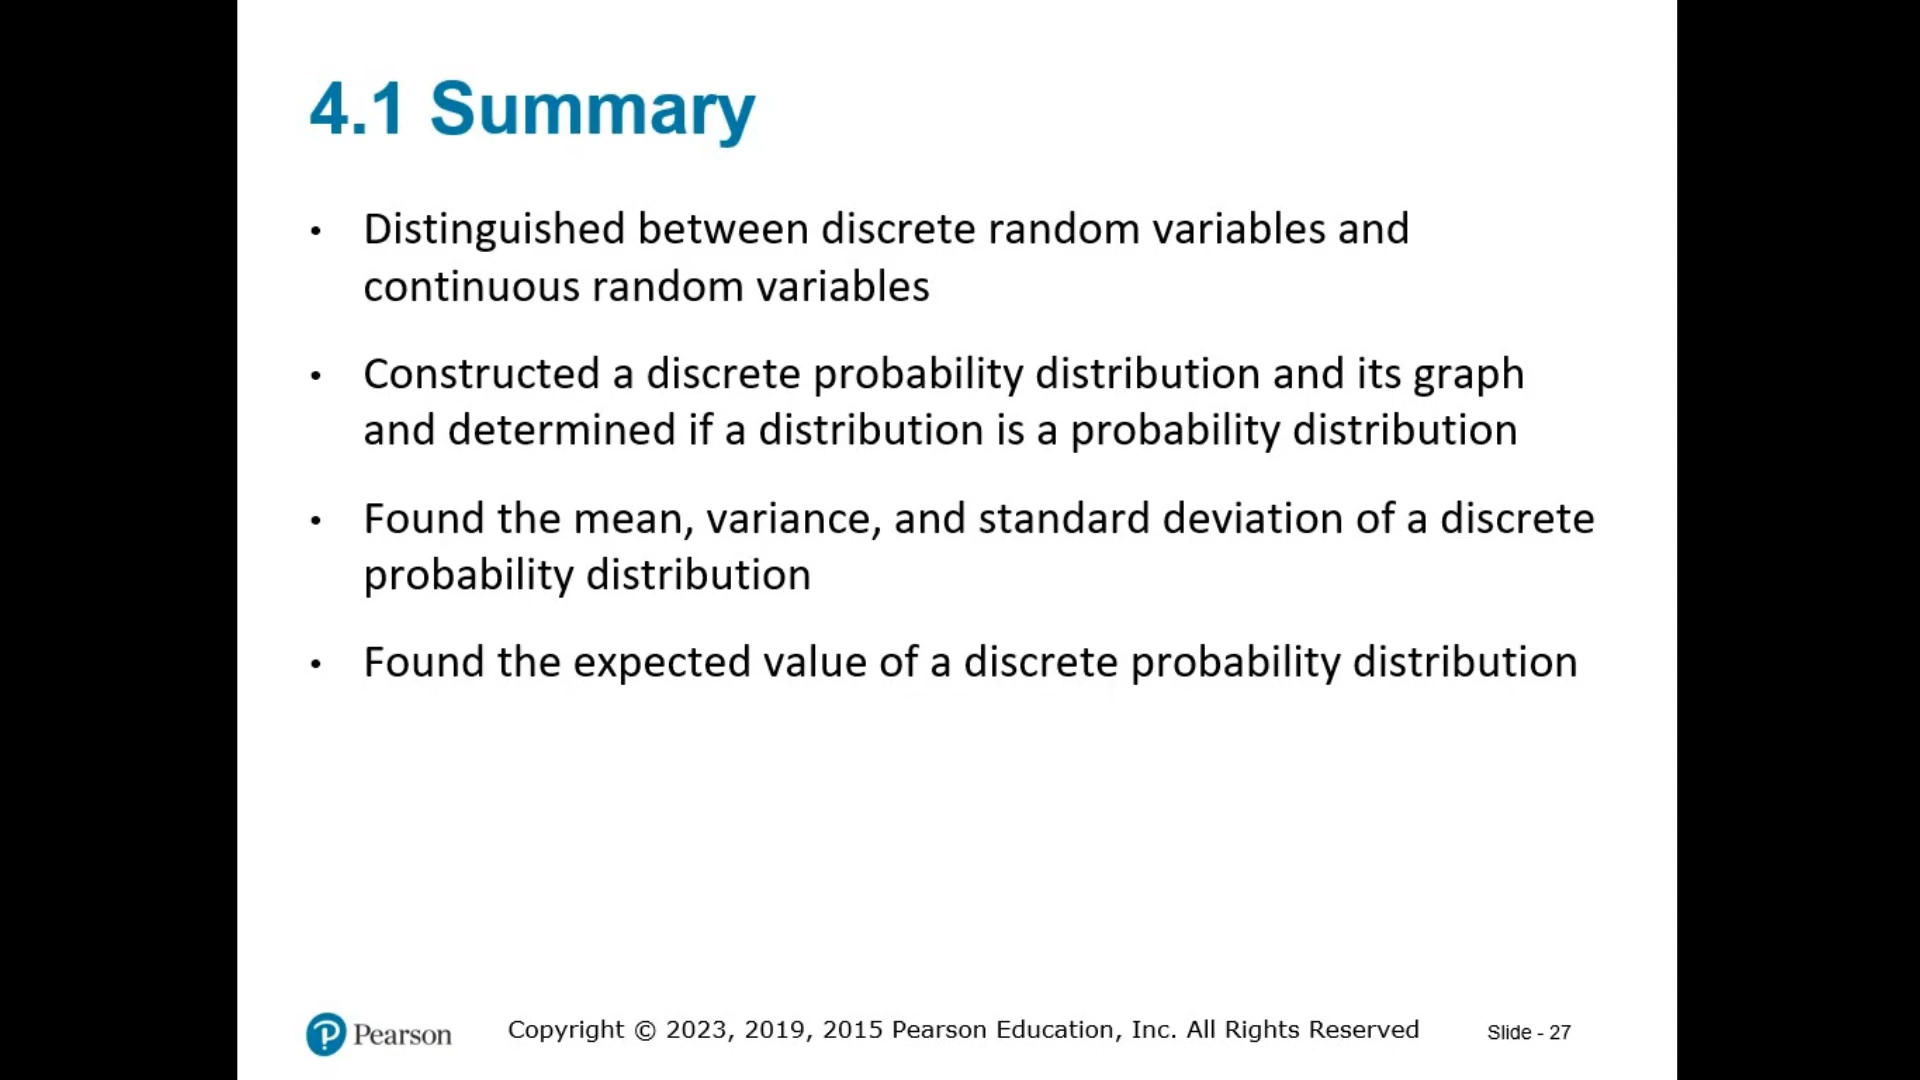 4.1 Summary
• Distinguished between discrete random variables and
continuous random variables
• Constructed a discrete probability distribution and its graph
and determined if a distribution is a probability distribution
• Found the mean, variance, and standard deviation of a discrete
probability distribution
• Found the expected value of a discrete probability distribution
P Pearson
Copyright © 2023, 2019, 2015 Pearson Education, Inc. All Rights Reserved
Slide - 27